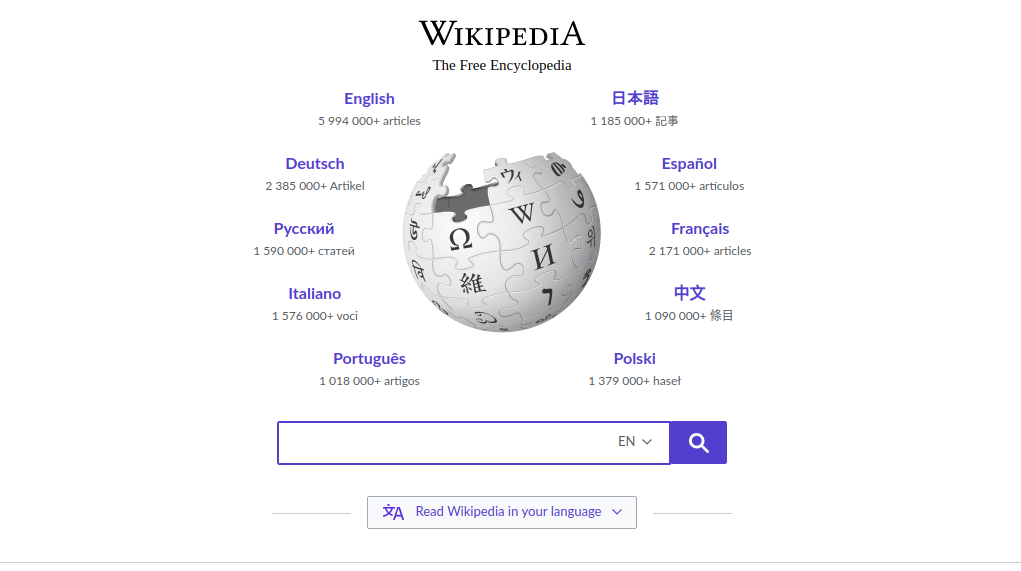 WIKIPEDIA
The Free Encyclopedia
English
5 994 000+ articles
日本語
1 185 000+ 記事
Deutsch
2 385 000+ Artikel
Español
1 571 000+ artículos
Русский
1 590 000+ статей
Français
2 171 000+ articles
Italiano
1 576 000+ voci
中文
1 090 000+ 條目
Português
1 018 000+ artigos
Polski
1 379 000+ haseł
ウィ
W
Ω
И
維
EN
Read Wikipedia in your language